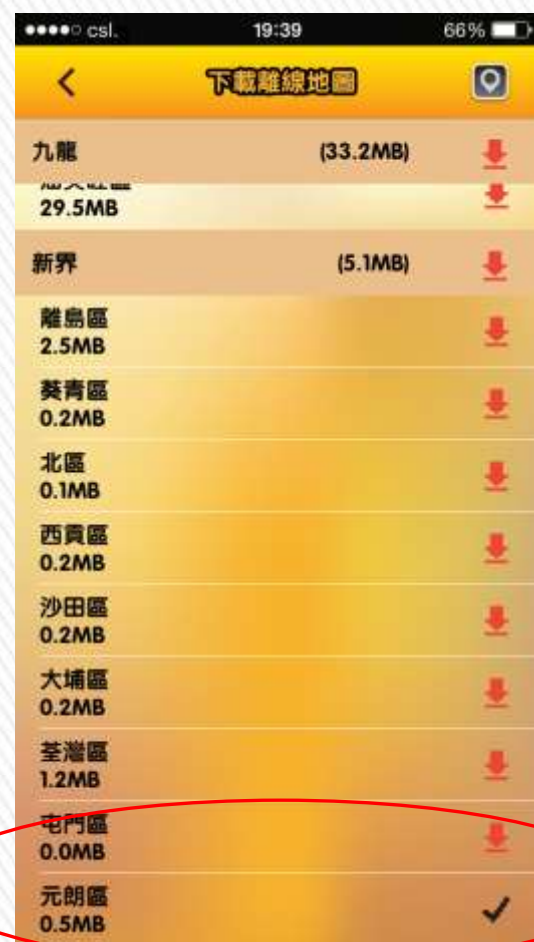 csl. 19:39 66%
下載離線地圖
九龍 (33.2MB)
29.5MB
新界 (5.1MB)
離島區
2.5MB
葵青區
0.2MB
北區
0.1MB
西貢區
0.2MB
沙田區
0.2MB
大埔區
0.2MB
荃灣區
1.2MB
屯門區
0.0MB
元朗區
0.5MB